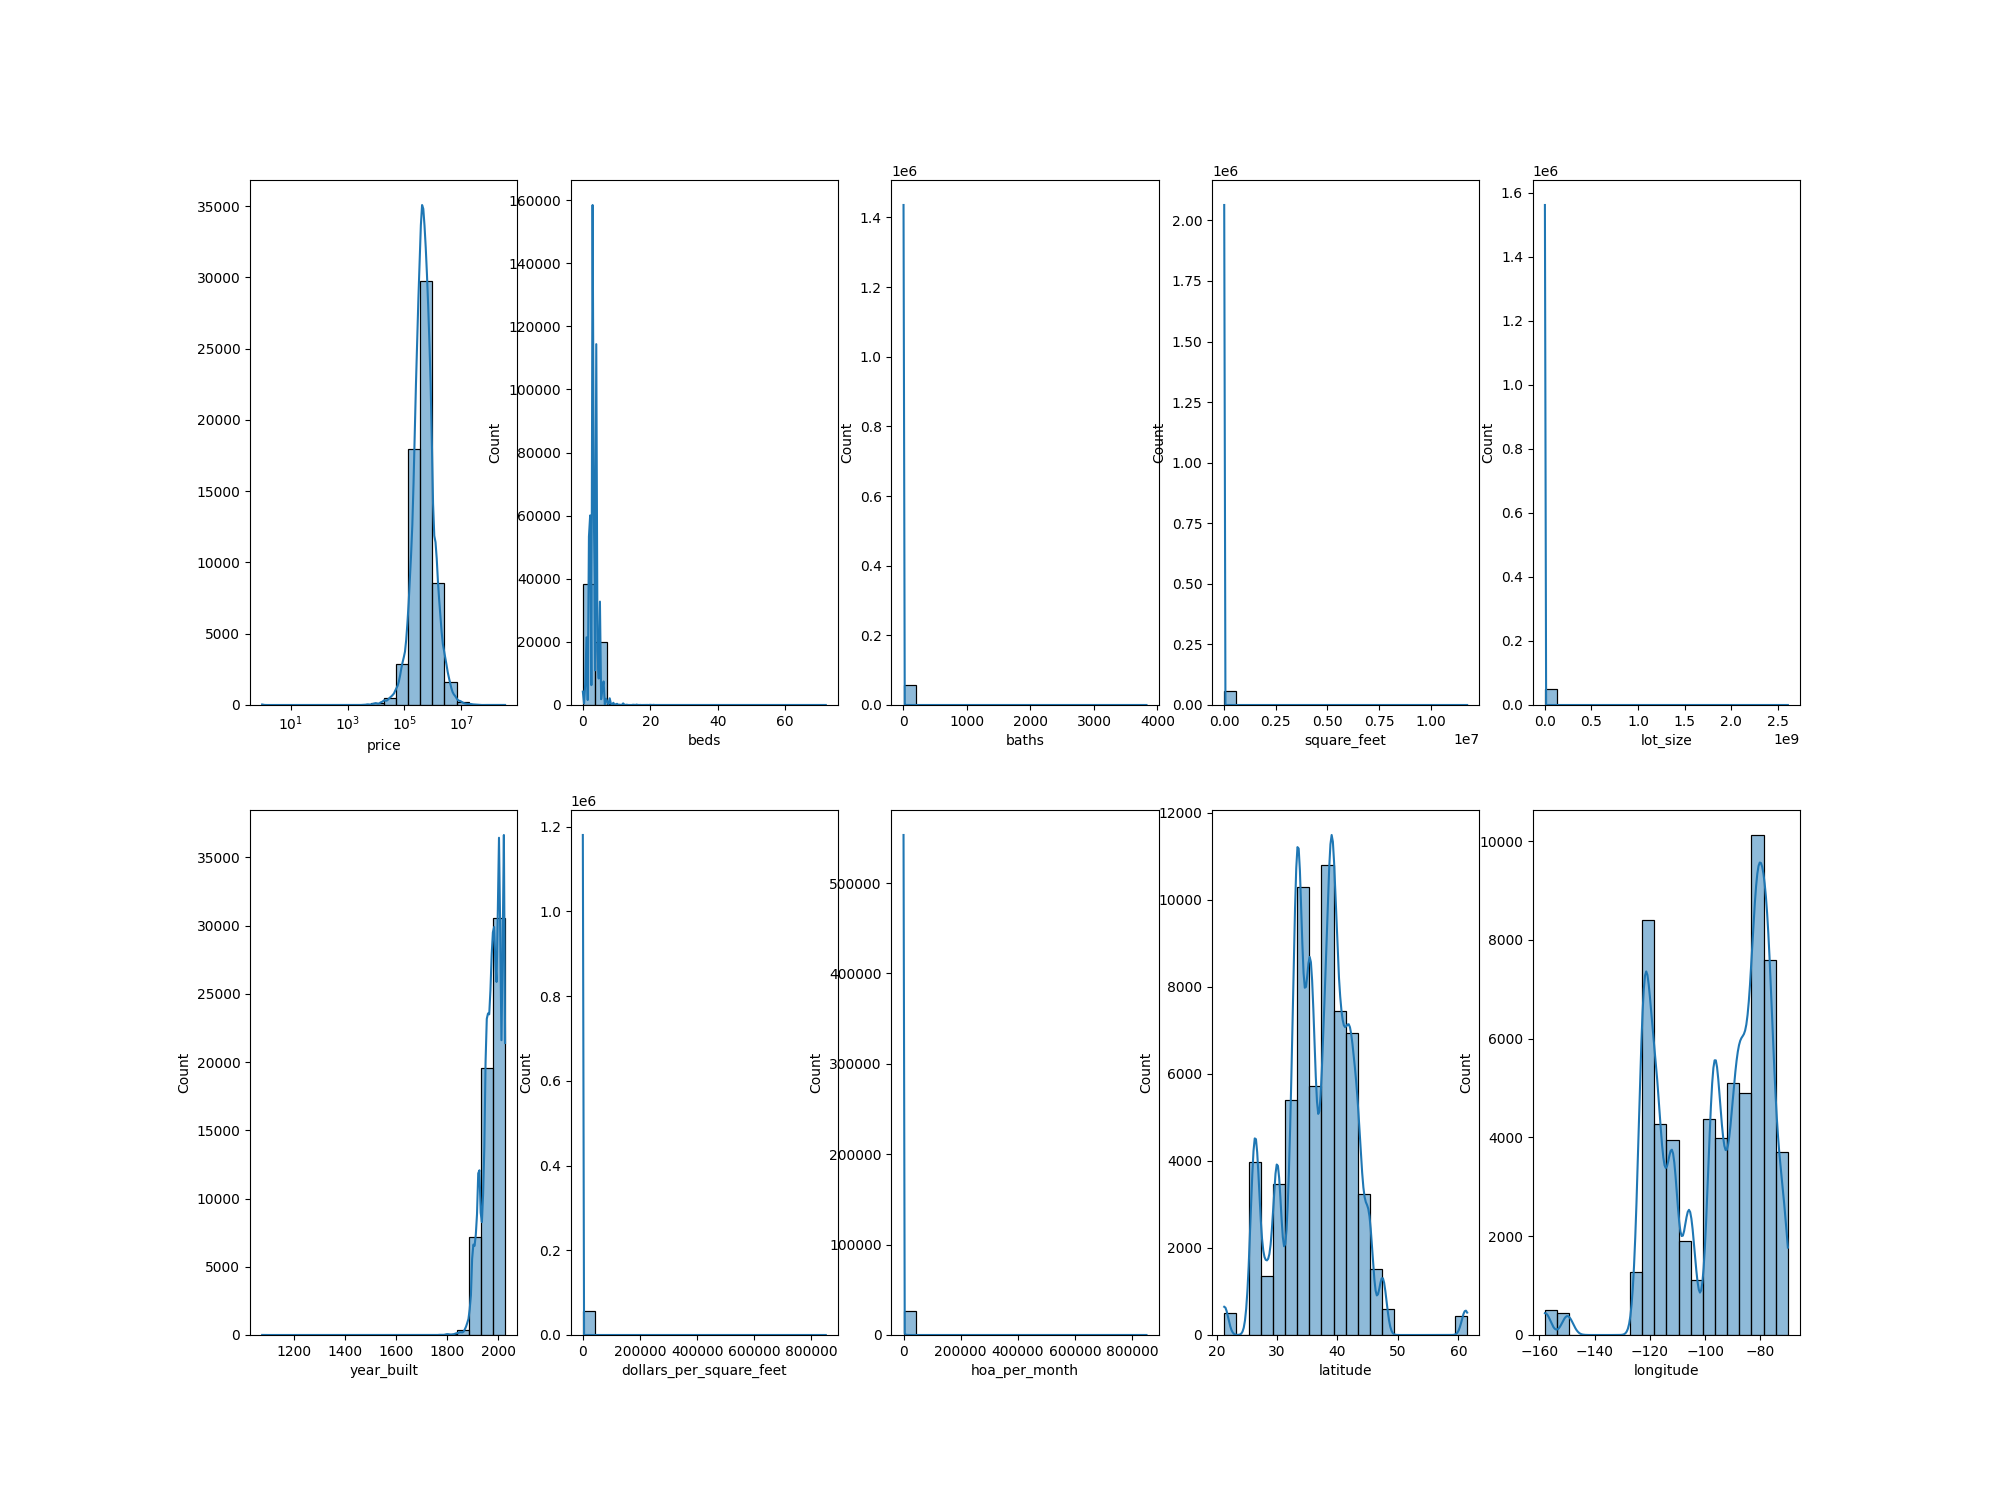 1e6 1e6 1e6
35000
30000
25000
20000
15000
10000
5000
0
10^1 10^3 10^5 10^7
price
Count
160000
140000
120000
100000
80000
60000
40000
20000
0
0 20 40 60
beds
Count
1.4
1.2
1.0
0.8
0.6
0.4
0.2
0.0
0 1000 2000 3000 4000
baths
Count
2.00
1.75
1.50
1.25
1.00
0.75
0.50
0.25
0.00
0.00 0.25 0.50 0.75 1.00
1e7
square_feet
Count
1.6
1.4
1.2
1.0
0.8
0.6
0.4
0.2
0.0
0.0 0.5 1.0 1.5 2.0 2.5
1e9
lot_size
Count
35000
30000
25000
20000
15000
10000
5000
0
1200 1400 1600 1800 2000
year_built
Count
1e6
1.2
1.0
0.8
0.6
0.4
0.2
0.0
0 200000 400000 600000 800000
dollars_per_square_feet
Count
500000
400000
300000
200000
100000
0
0 200000 400000 600000 800000
hoa_per_month
Count
12000
10000
8000
6000
4000
2000
0
20 30 40 50 60
latitude
Count
10000
8000
6000
4000
2000
0
−160 −140 −120 −100 −80
longitude